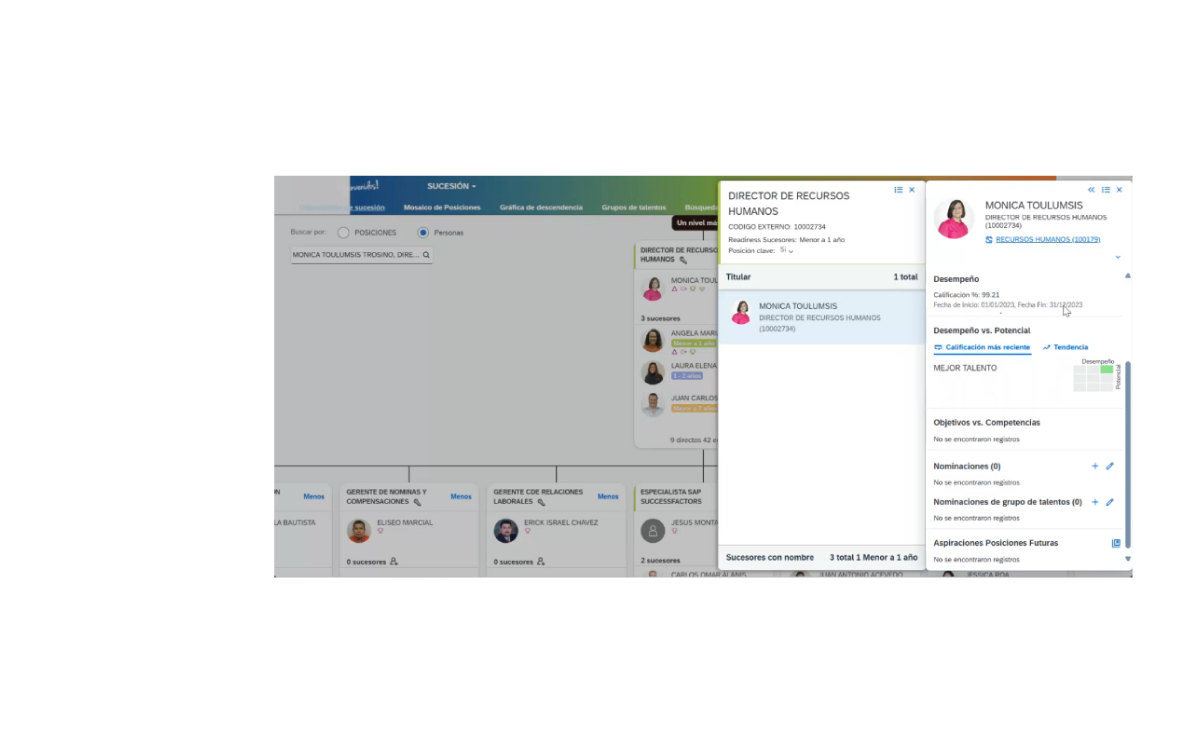 SUCESIÓN
de sucesión
Mosaico de Posiciones
Gráfica de descendencia
Grupos de talentos
Búsqueda
Buscar por:
POSICIONES
Personas
MONICA TOULUMSIS TROSINO, DIRE...
Un nivel
DIRECTOR DE RECURSO
HUMANOS
MONICA TOUL
3 sucesores
ANGELA MARI
Menor a 1 año
LAURA ELENA
1 - 2 años
JUAN CARLOS
9 directos 42
Menos
LA BAUTISTA
GERENTE DE NOMINAS Y
COMPENSACIONES
Menos
ELISEO MARCIAL
0 sucesores
GERENTE CDE RELACIONES
LABORALES
Menos
ERICK ISRAEL CHAVEZ
0 sucesores
ESPECIALISTA SAP
SUCCESSFACTORS
JESUS MONTA
2 sucesores
CARLOS OMAR ALANIS
JUAN ANTONIO ACEVEDO
JESSICA ROA
DIRECTOR DE RECURSOS
HUMANOS
CODIGO EXTERNO: 10002734
Readiness Sucesores: Menor a 1 año
Posición clave: Sí
Titular
1 total
MONICA TOULUMSIS
DIRECTOR DE RECURSOS HUMANOS
(10002734)
Sucesores con nombre
3 total 1 Menor a 1 año
MONICA TOULUMSIS
DIRECTOR DE RECURSOS HUMANOS
(10002734)
RECURSOS HUMANOS (100179)
Desempeño
Calificación %: 99.21
Fecha de Inicio: 01/01/2023, Fecha Fin: 31/12/2023
Desempeño vs. Potencial
Calificación más reciente
Tendencia
MEJOR TALENTO
Desempeño
Potencial
Objetivos vs. Competencias
No se encontraron registros
Nominaciones (0)
No se encontraron registros
Nominaciones de grupo de talentos (0)
No se encontraron registros
Aspiraciones Posiciones Futuras
No se encontraron registros